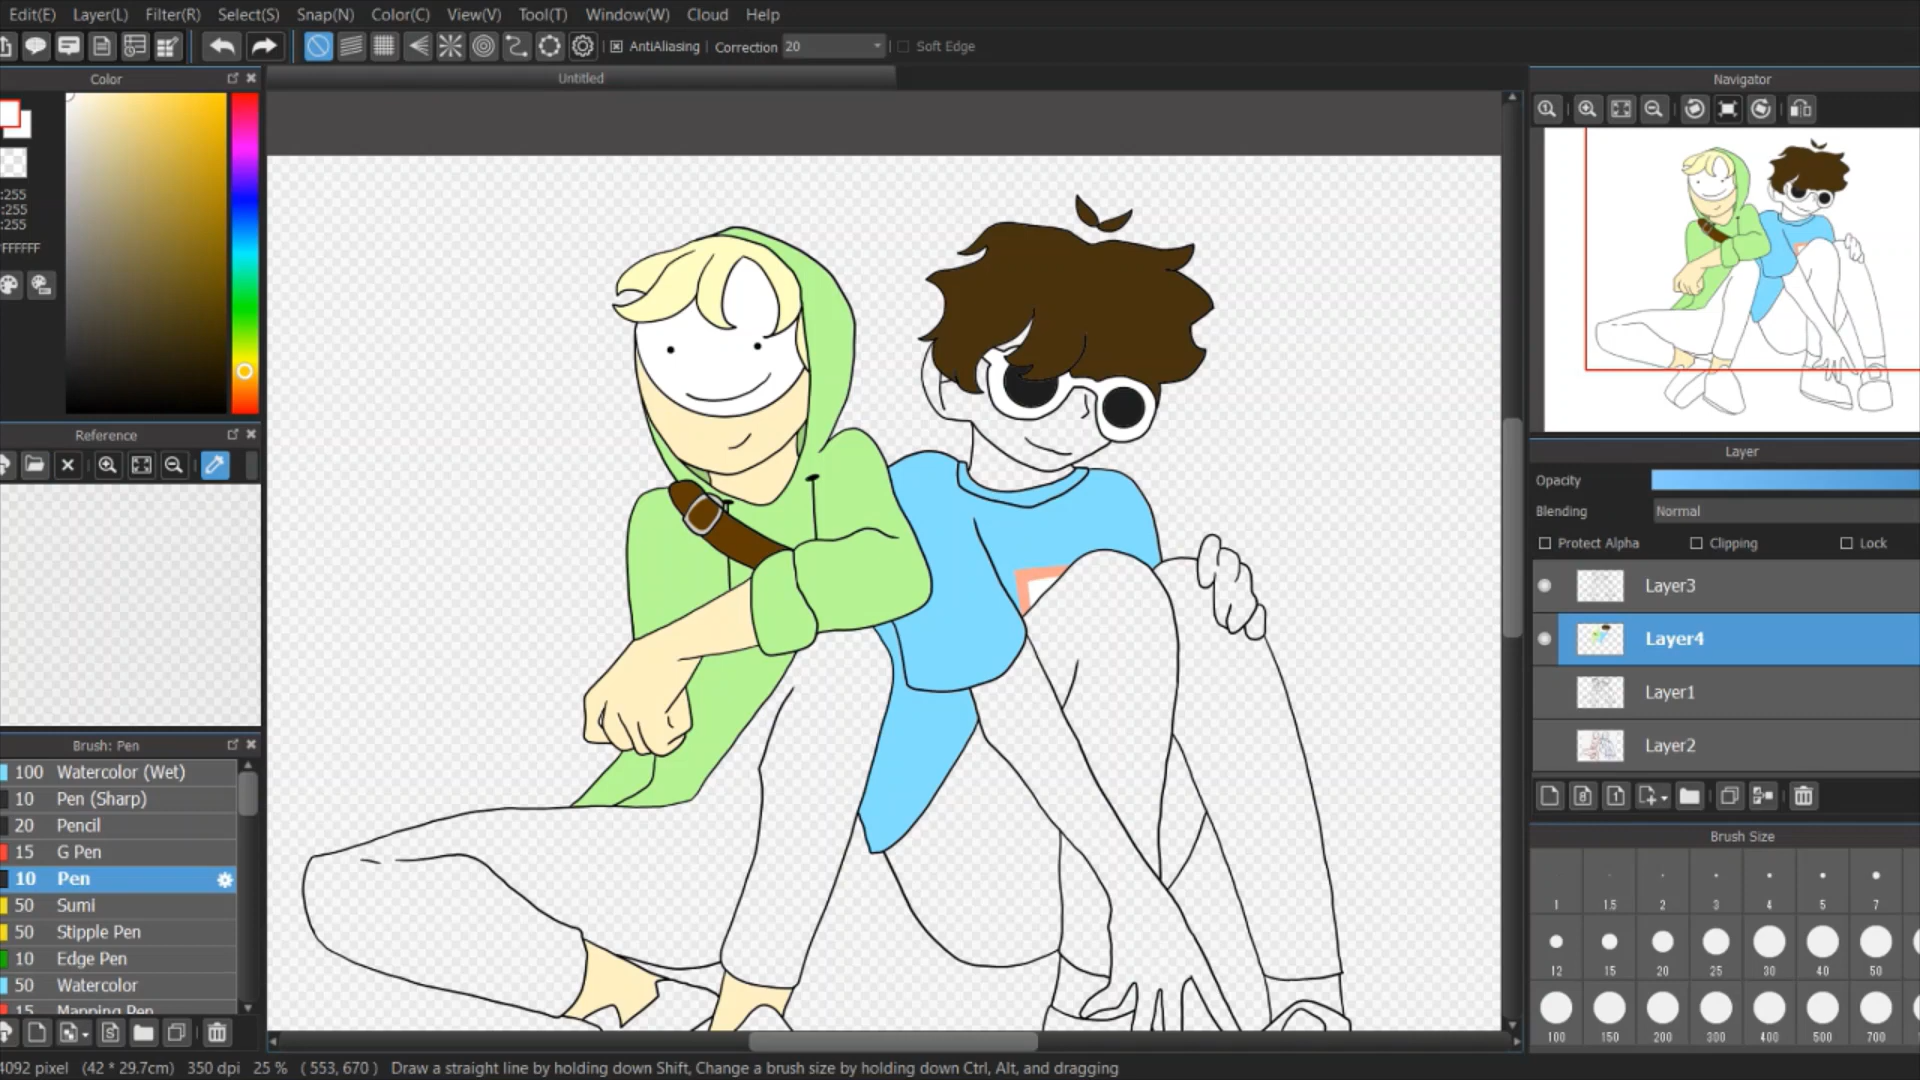 Edit(E) Layer(L) Filter(R) Select(S) Snap(N) Color(C) View(V) Tool(T) Window(W) Cloud Help
AntiAliasing Correction 20 Soft Edge
Color
Untitled
Navigator
:255
:255
:255
FFFFFF
Reference
Layer
Opacity
Blending Normal
Protect Alpha Clipping Lock
Layer3
Layer4
Layer1
Layer2
Brush: Pen
100 Watercolor (Wet)
10 Pen (Sharp)
20 Pencil
15 G Pen
10 Pen
50 Sumi
50 Stipple Pen
10 Edge Pen
50 Watercolor
15 Mapping Pen
Brush Size
1 1.5 2 3 4 5 7
12 15 20 25 30 40 50
100 150 200 300 400 500 700
4092 pixel (42 * 29.7cm) 350 dpi 25 % ( 553, 670 ) Draw a straight line by holding down Shift, Change a brush size by holding down Ctrl, Alt, and dragging